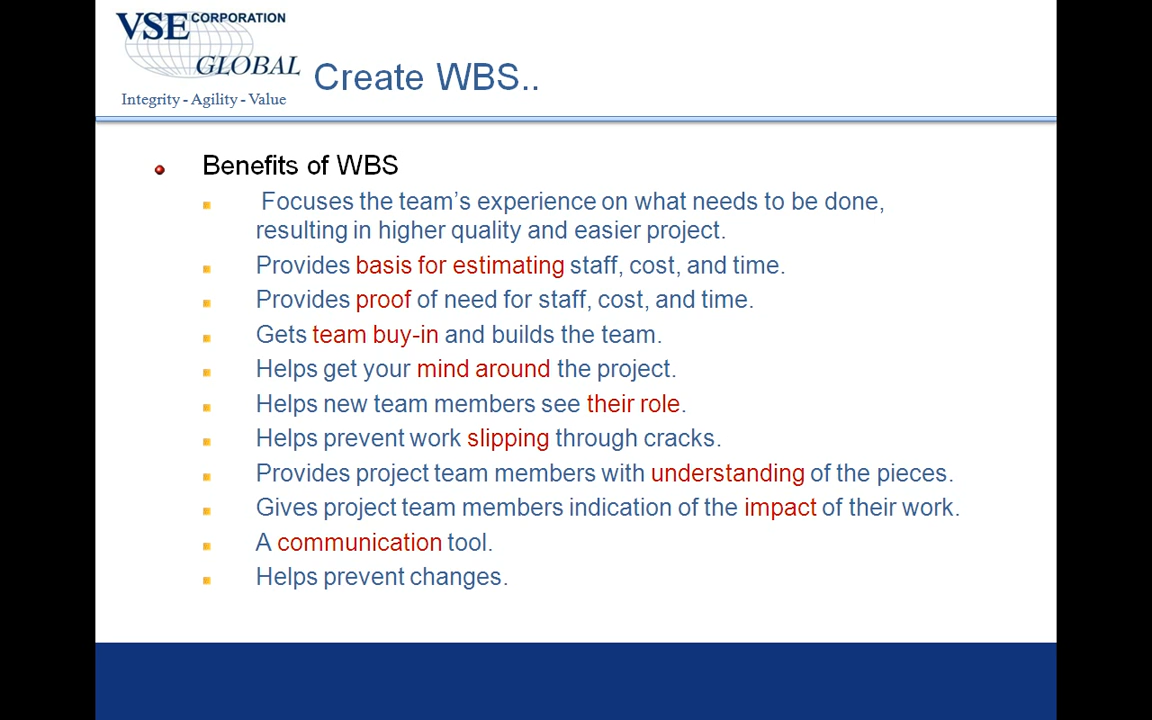 VSE CORPORATION
GLOBAL
Integrity - Agility - Value
Create WBS..
Benefits of WBS
Focuses the team’s experience on what needs to be done,
resulting in higher quality and easier project.
Provides basis for estimating staff, cost, and time.
Provides proof of need for staff, cost, and time.
Gets team buy-in and builds the team.
Helps get your mind around the project.
Helps new team members see their role.
Helps prevent work slipping through cracks.
Provides project team members with understanding of the pieces.
Gives project team members indication of the impact of their work.
A communication tool.
Helps prevent changes.